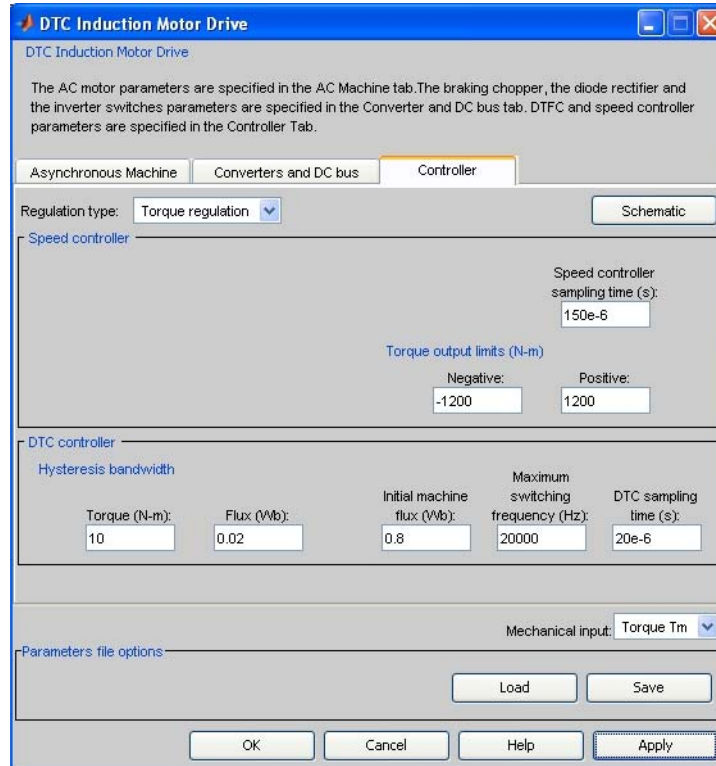 DTC Induction Motor Drive
DTC Induction Motor Drive
The AC motor parameters are specified in the AC Machine tab.The braking chopper, the diode rectifier and
the inverter switches parameters are specified in the Converter and DC bus tab. DTFC and speed controller
parameters are specified in the Controller Tab.
Asynchronous Machine Converters and DC bus Controller
Regulation type: Torque regulation Schematic
Speed controller
Speed controller
sampling time (s):
150e-6
Torque output limits (N-m)
Negative: Positive:
-1200 1200
DTC controller
Hysteresis bandwidth
Torque (N-m):
10
Flux (Wb):
0.02
Initial machine
flux (Wb):
0.8
Maximum
switching
frequency (Hz):
20000
DTC sampling
time (s):
20e-6
Mechanical input: Torque Tm
Parameters file options
Load Save
OK Cancel Help Apply